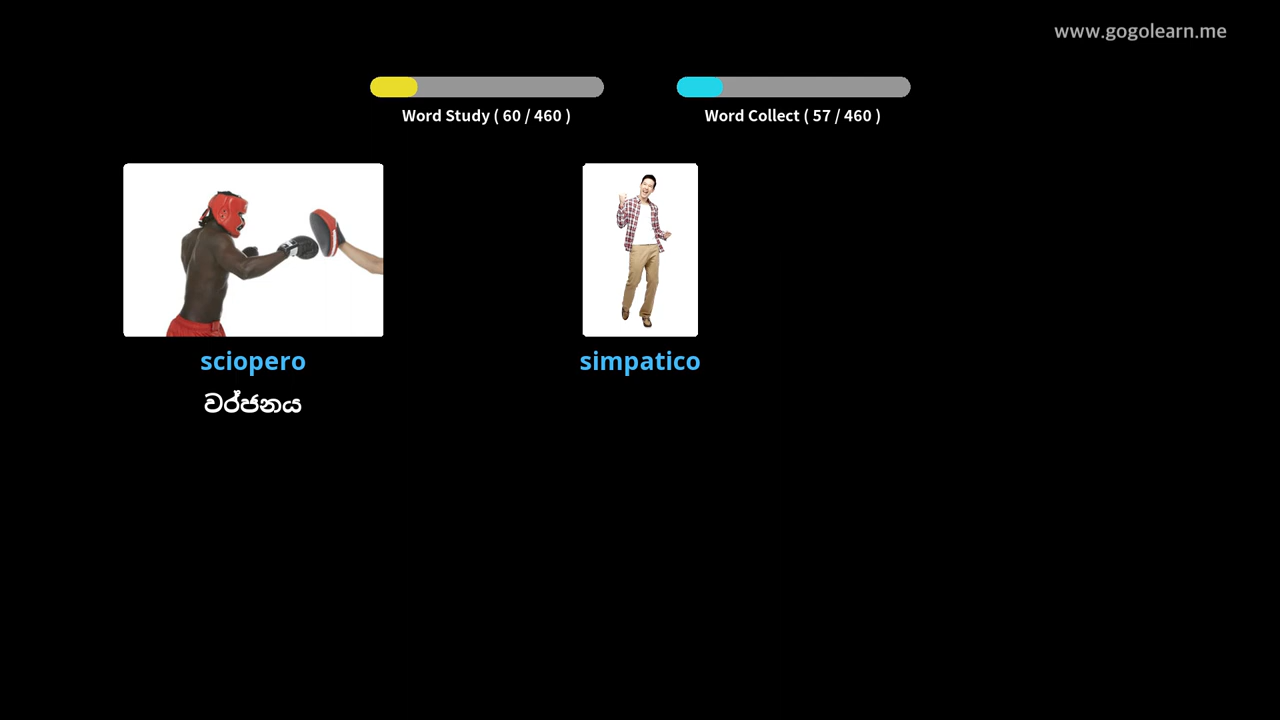 www.gogolearn.me
Word Study ( 60 / 460 )
Word Collect ( 57 / 460 )
sciopero
simpatico
වර්ජනය